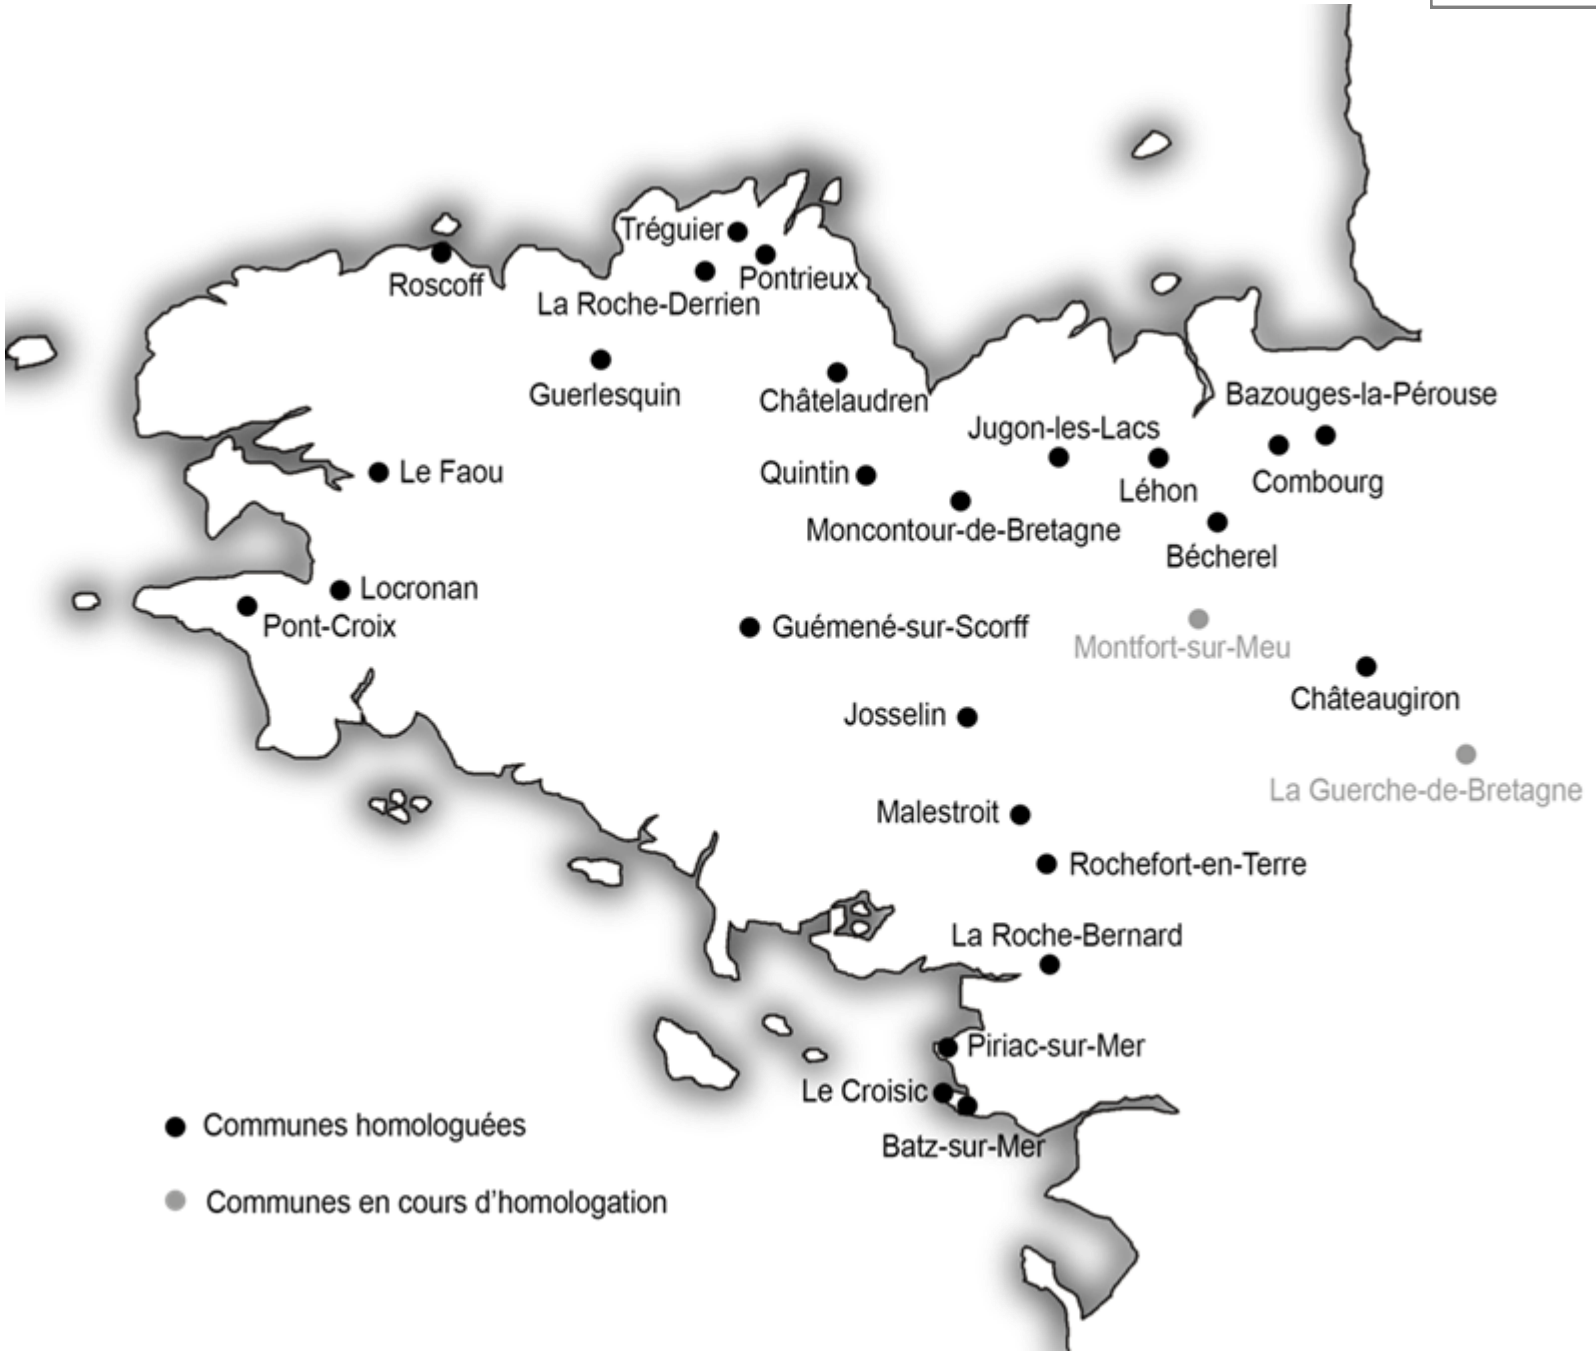 Tréguier
Pontrieux
Roscoff
La Roche-Derrien
Guerlesquin
Châtelaudren
Bazouges-la-Pérouse
Jugon-les-Lacs
Le Faou
Quintin
Léhon
Combourg
Moncontour-de-Bretagne
Bécherel
Locronan
Pont-Croix
Guémené-sur-Scorff
Montfort-sur-Meu
Châteaugiron
Josselin
La Guerche-de-Bretagne
Malestroit
Rochefort-en-Terre
La Roche-Bernard
Piriac-sur-Mer
Le Croisic
Batz-sur-Mer
Communes homologuées
Communes en cours d'homologation